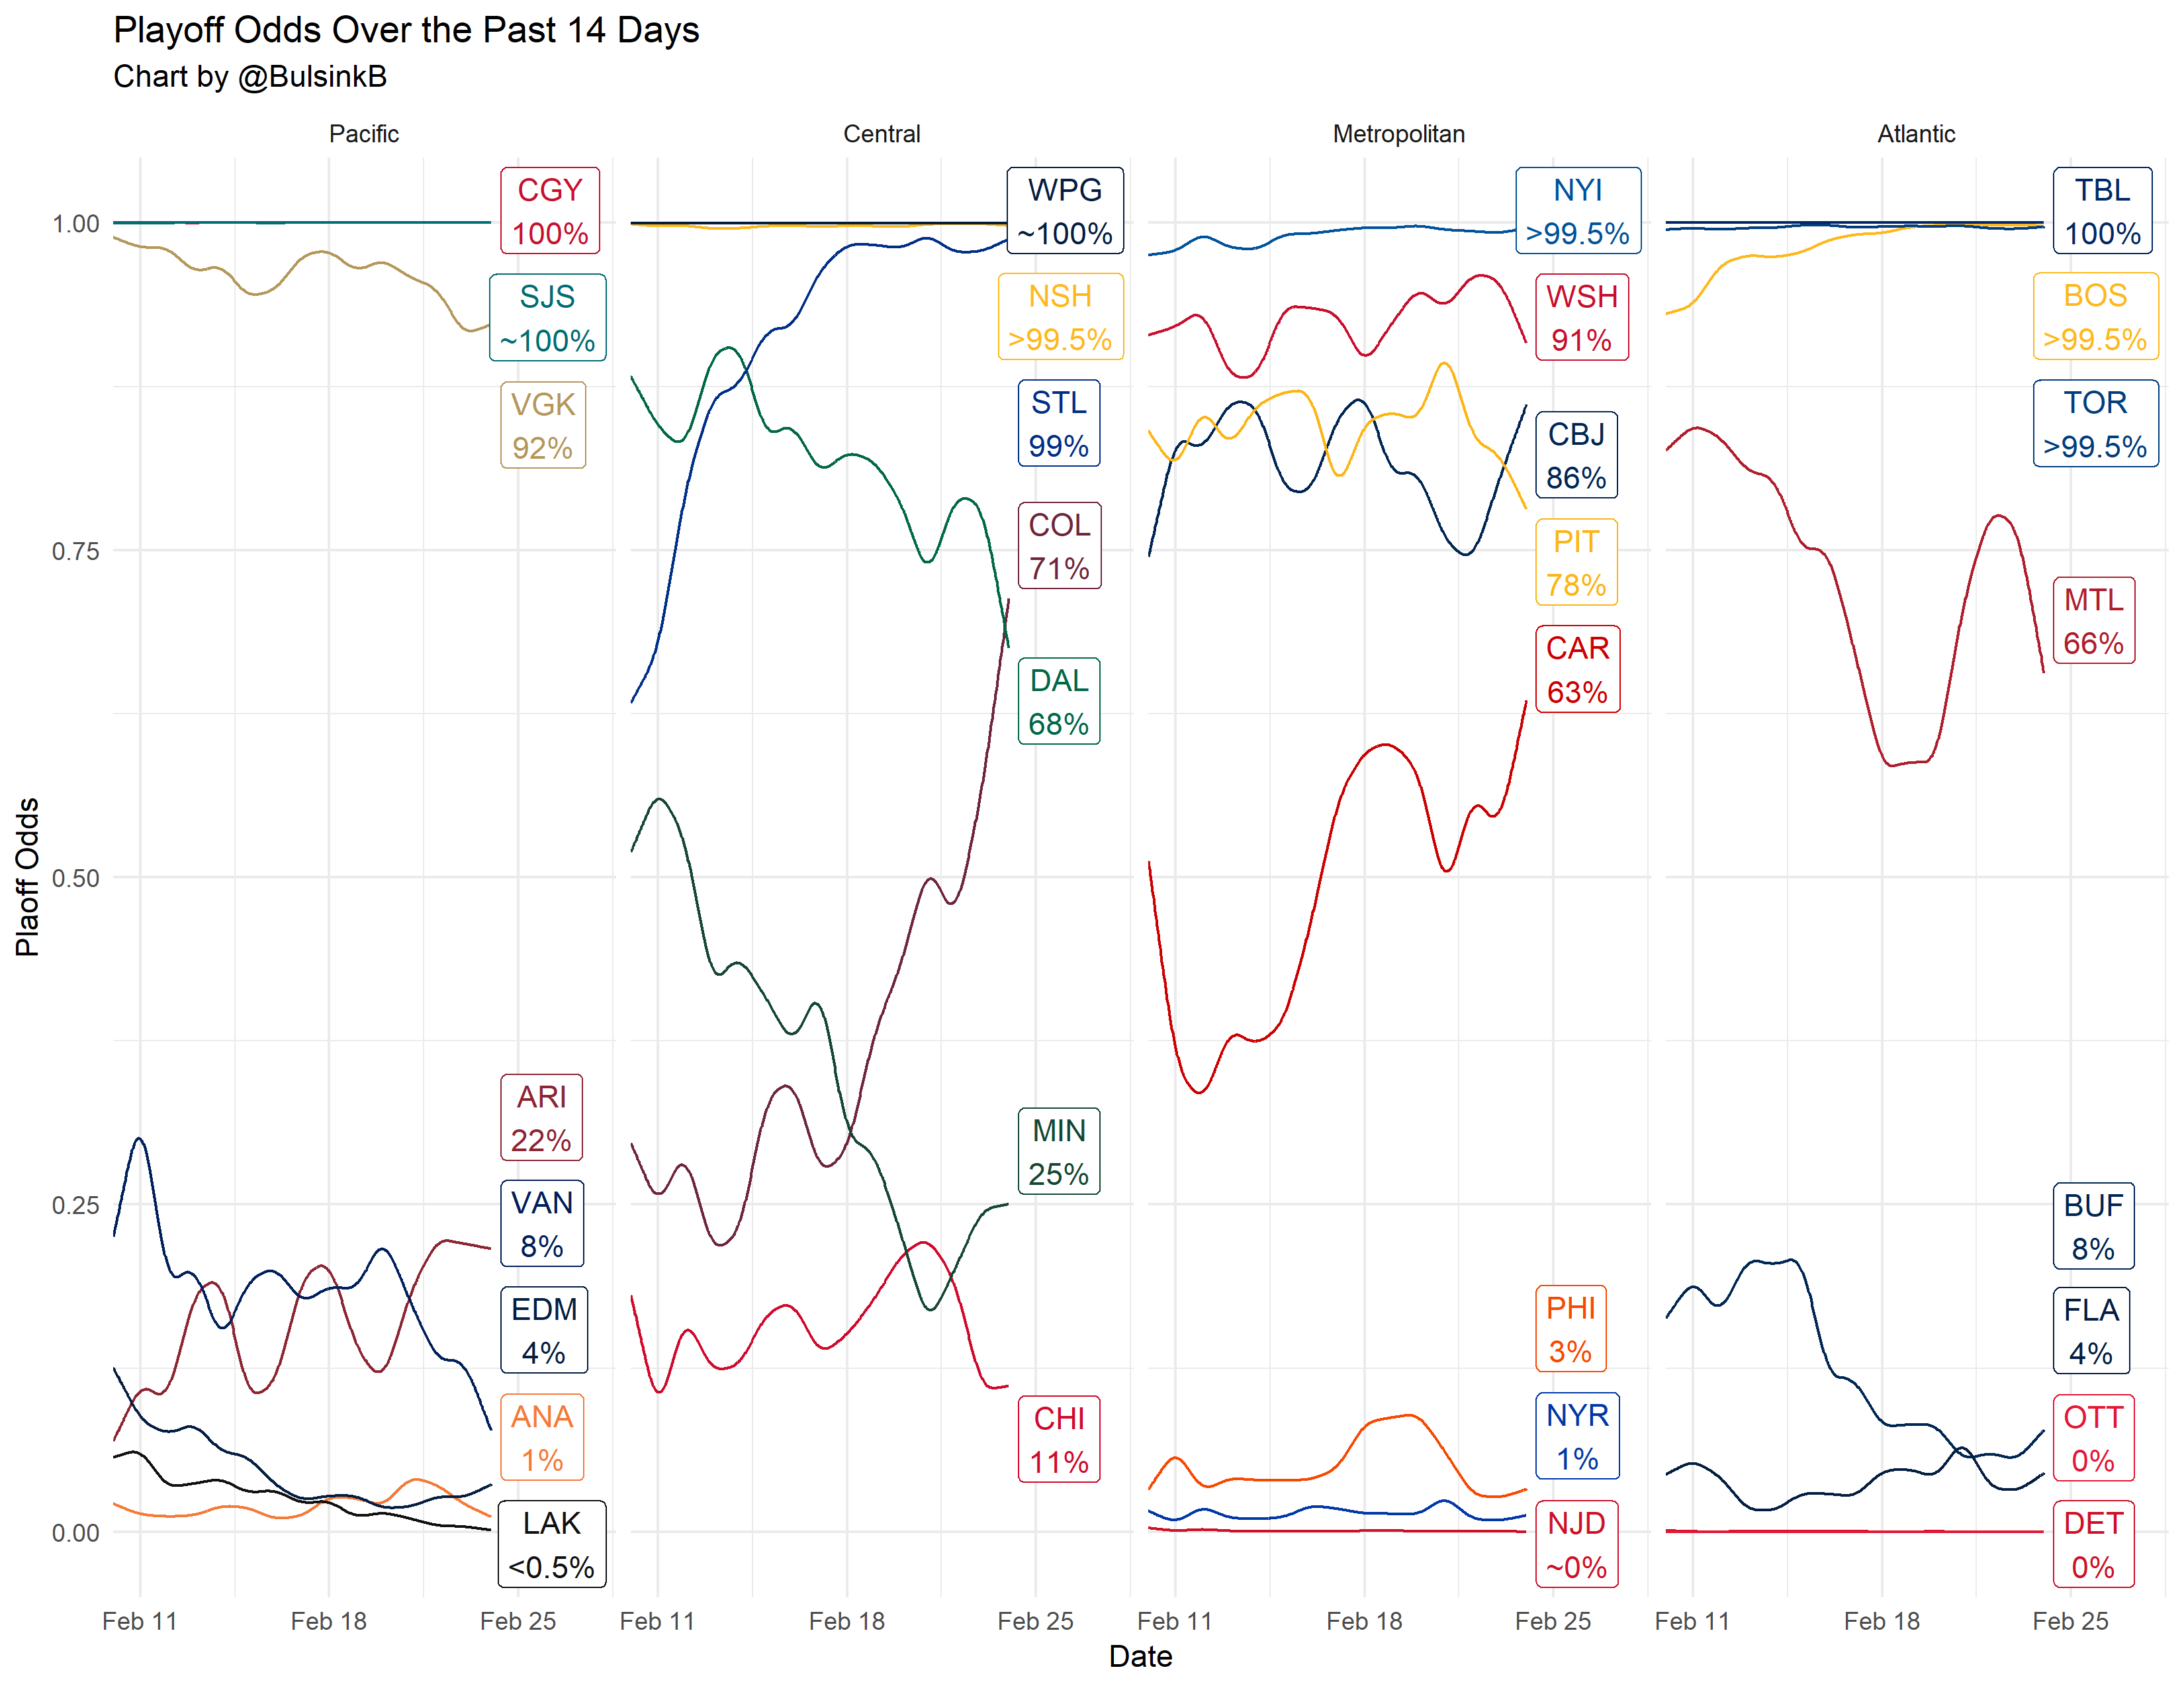 Playoff Odds Over the Past 14 Days
Chart by @BulsinkB
Pacific
Central
Metropolitan
Atlantic
Plaoff Odds
1.00
0.75
0.50
0.25
0.00
CGY
100%
SJS
~100%
VGK
92%
ARI
22%
VAN
8%
EDM
4%
ANA
1%
LAK
<0.5%
WPG
~100%
NSH
>99.5%
STL
99%
COL
71%
DAL
68%
MIN
25%
CHI
11%
NYI
>99.5%
WSH
91%
CBJ
86%
PIT
78%
CAR
63%
PHI
3%
NYR
1%
NJD
~0%
TBL
100%
BOS
>99.5%
TOR
>99.5%
MTL
66%
BUF
8%
FLA
4%
OTT
0%
DET
0%
Feb 11 Feb 18 Feb 25
Feb 11 Feb 18 Feb 25
Feb 11 Feb 18 Feb 25
Feb 11 Feb 18 Feb 25
Date